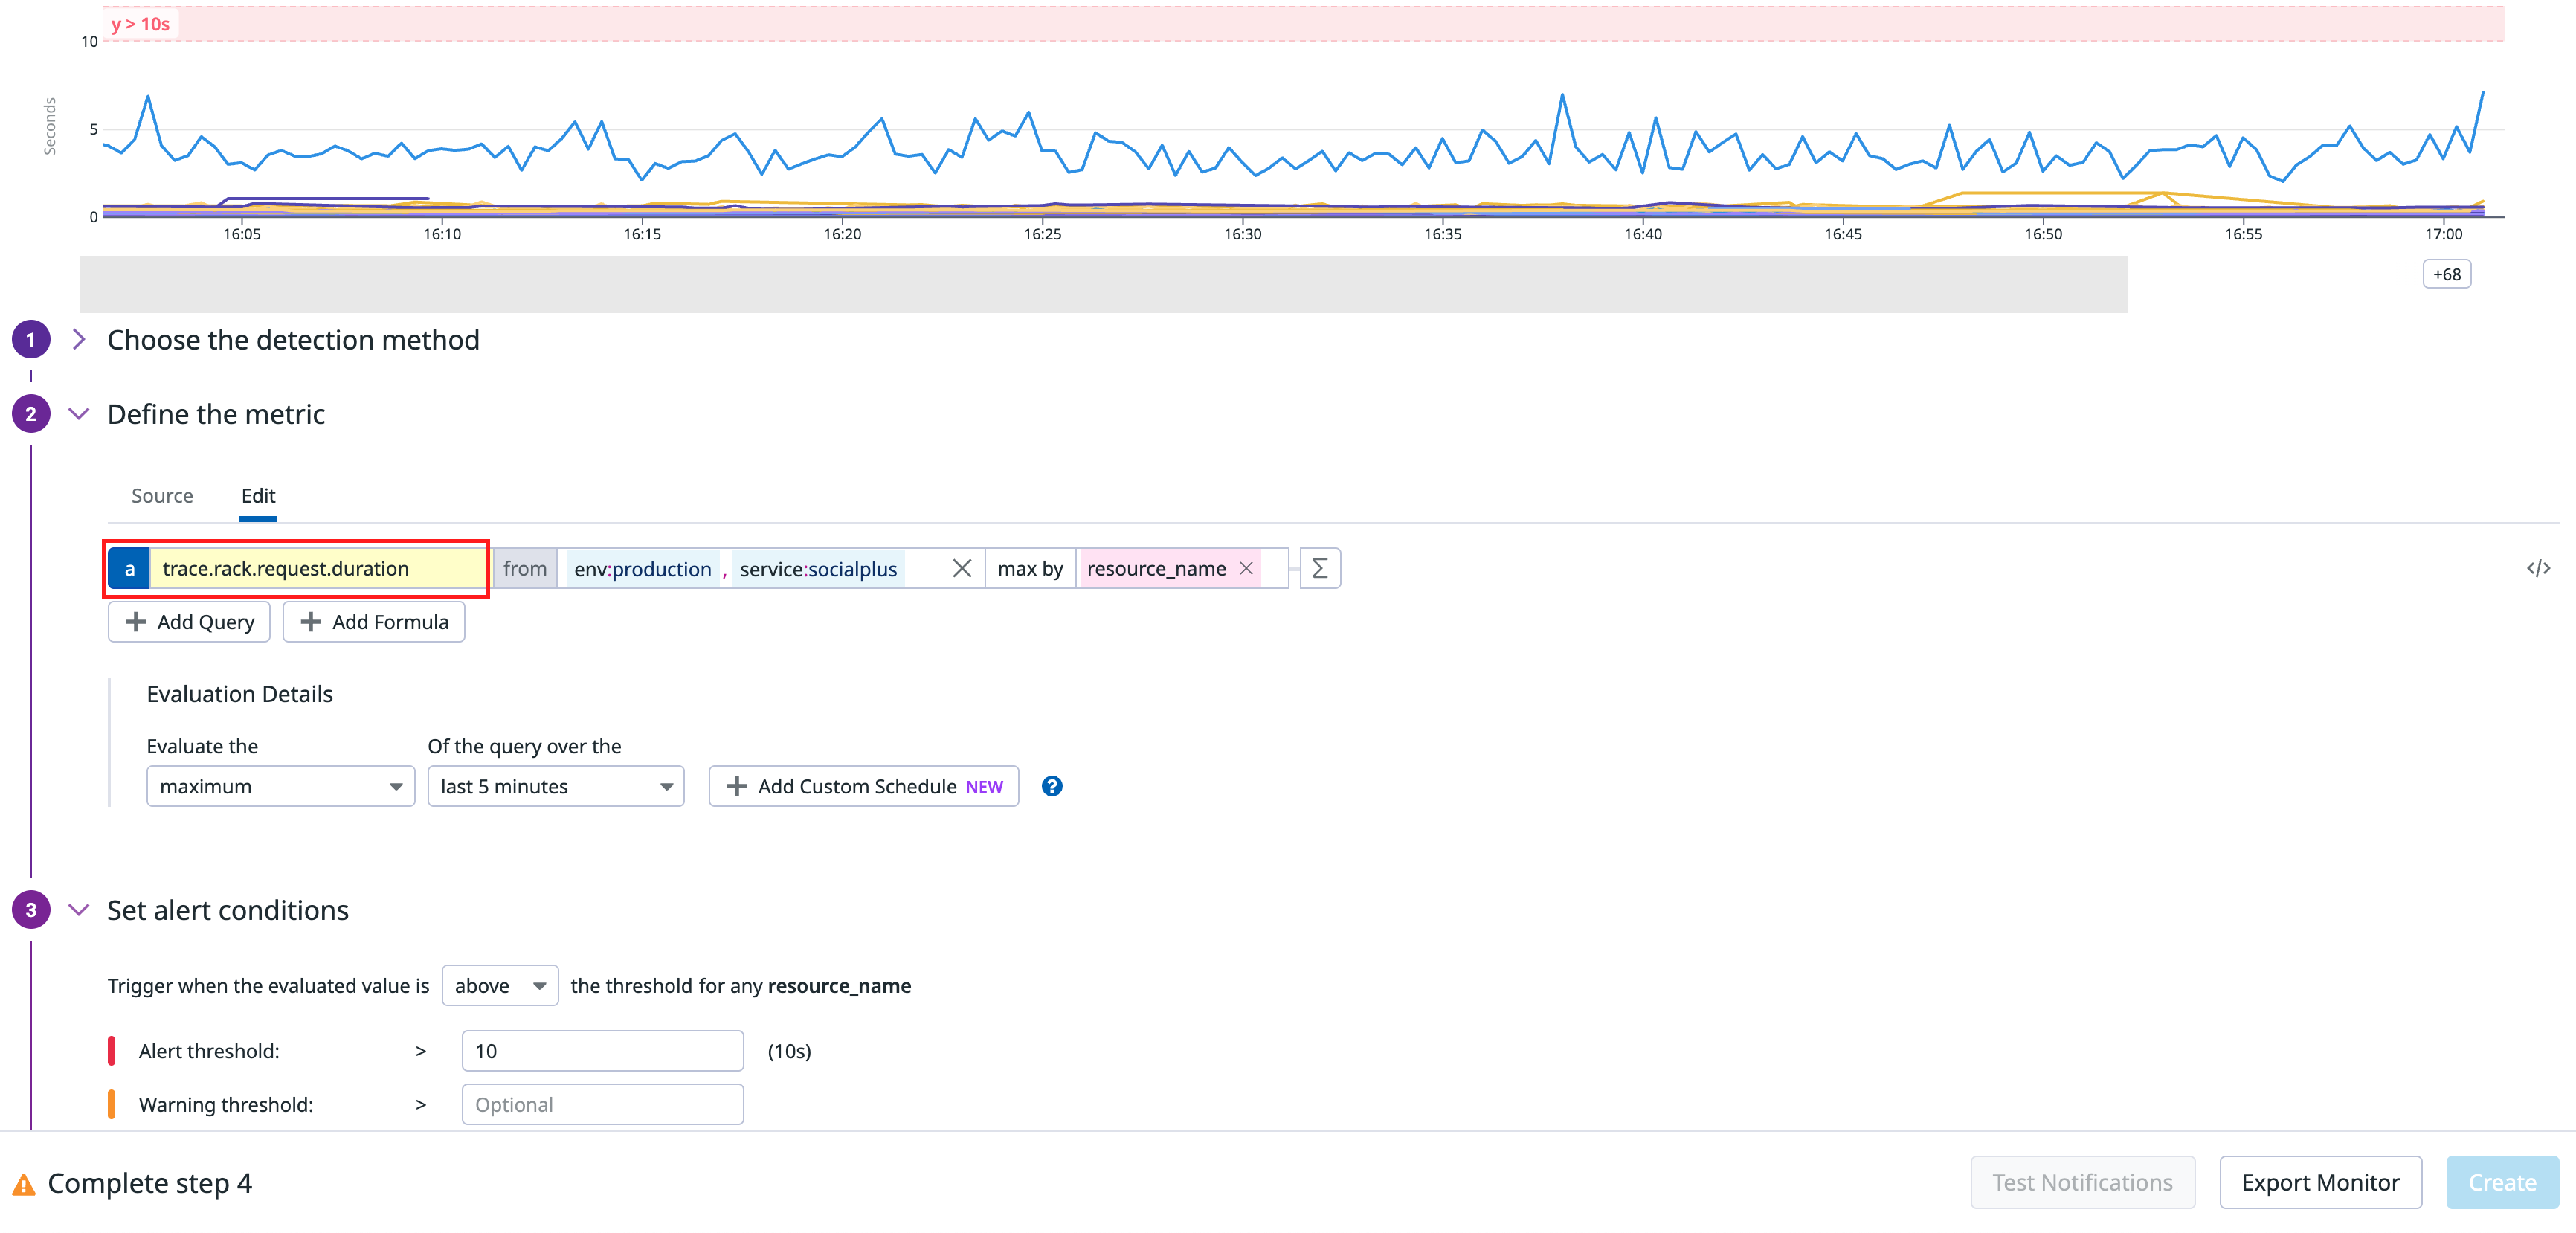 y > 10s
10
Seconds
5
0
16:05 16:10 16:15 16:20 16:25 16:30 16:35 16:40 16:45 16:50 16:55 17:00
+68
1 Choose the detection method
2 Define the metric
Source Edit
a trace.rack.request.duration from env:production , service:socialplus max by resource_name Σ </>
Add Query Add Formula
Evaluation Details
Evaluate the Of the query over the
maximum last 5 minutes Add Custom Schedule NEW ?
3 Set alert conditions
Trigger when the evaluated value is above the threshold for any resource_name
Alert threshold: > 10 (10s)
Warning threshold: > Optional
Complete step 4 Test Notifications Export Monitor Create